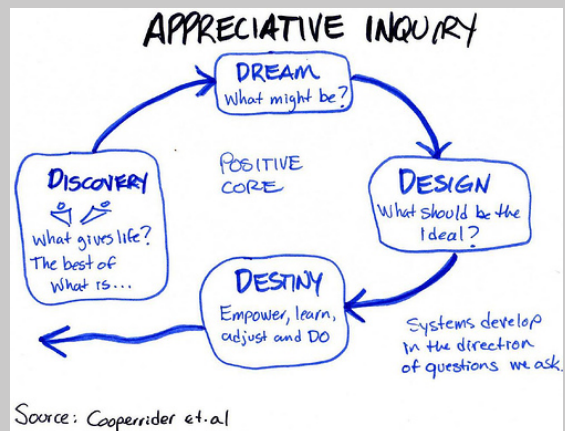 APPRECIATIVE INQUIRY
DREAM
What might be?
POSITIVE
CORE
DISCOVERY
What gives life?
The best of
what is...
DESIGN
What should be the
Ideal?
DESTINY
Empower, learn,
adjust and DO
Systems develop
in the direction
of questions we ask.
Source: Cooperrider et.al